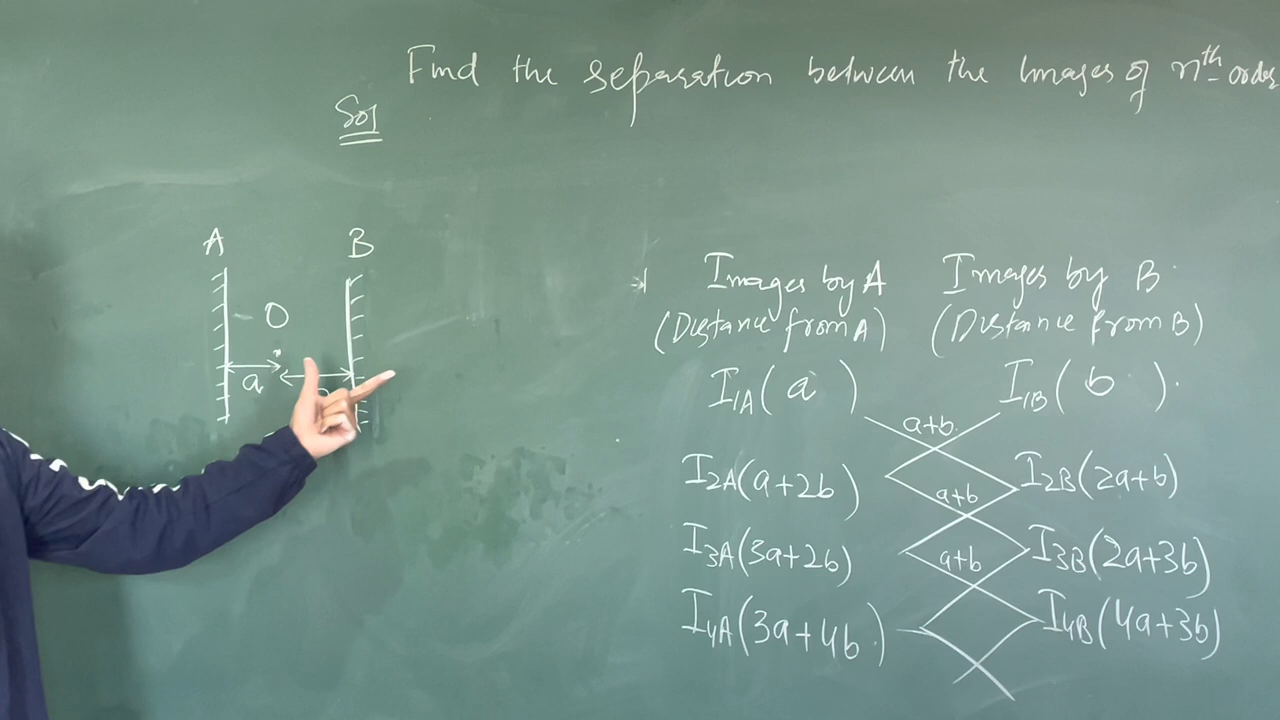 Find the separation between the Images of nth order
Sol
A B
O
a
Images by A Images by B
(Distance from A) (Distance from B)
I1A(a) I1B(b)
a+b
I2A(a+2b) I2B(2a+b)
a+b
I3A(3a+2b) I3B(2a+3b)
a+b
I4A(3a+4b) I4B(4a+3b)